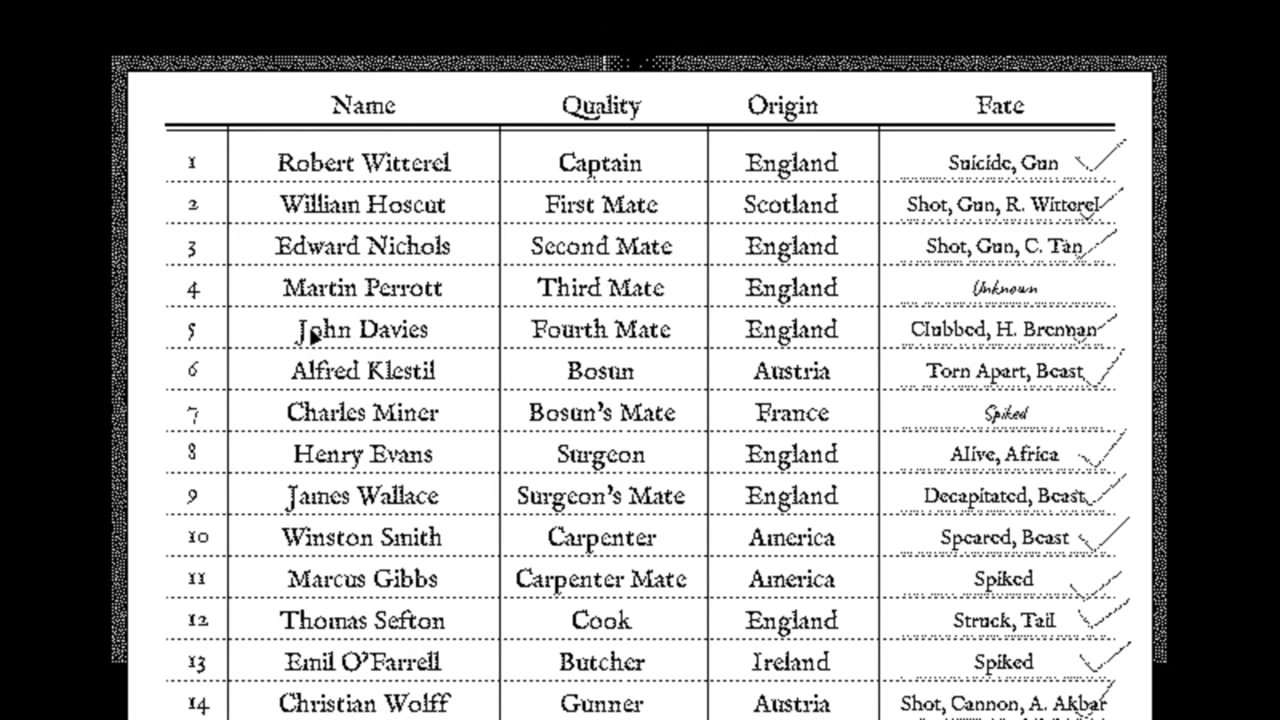 Name Quality Origin Fate
1 Robert Witterel Captain England Suicide, Gun
2 William Hoscut First Mate Scotland Shot, Gun, R. Witterel
3 Edward Nichols Second Mate England Shot, Gun, C. Tan
4 Martin Perrott Third Mate England Unknown
5 John Davies Fourth Mate England Clubbed, H. Brennan
6 Alfred Klestil Bosun Austria Torn Apart, Beast
7 Charles Miner Bosun's Mate France Spiked
8 Henry Evans Surgeon England Alive, Africa
9 James Wallace Surgeon's Mate England Decapitated, Beast
10 Winston Smith Carpenter America Speared, Beast
11 Marcus Gibbs Carpenter Mate America Spiked
12 Thomas Sefton Cook England Struck, Tail
13 Emil O'Farrell Butcher Ireland Spiked
14 Christian Wolff Gunner Austria Shot, Cannon, A. Akbar